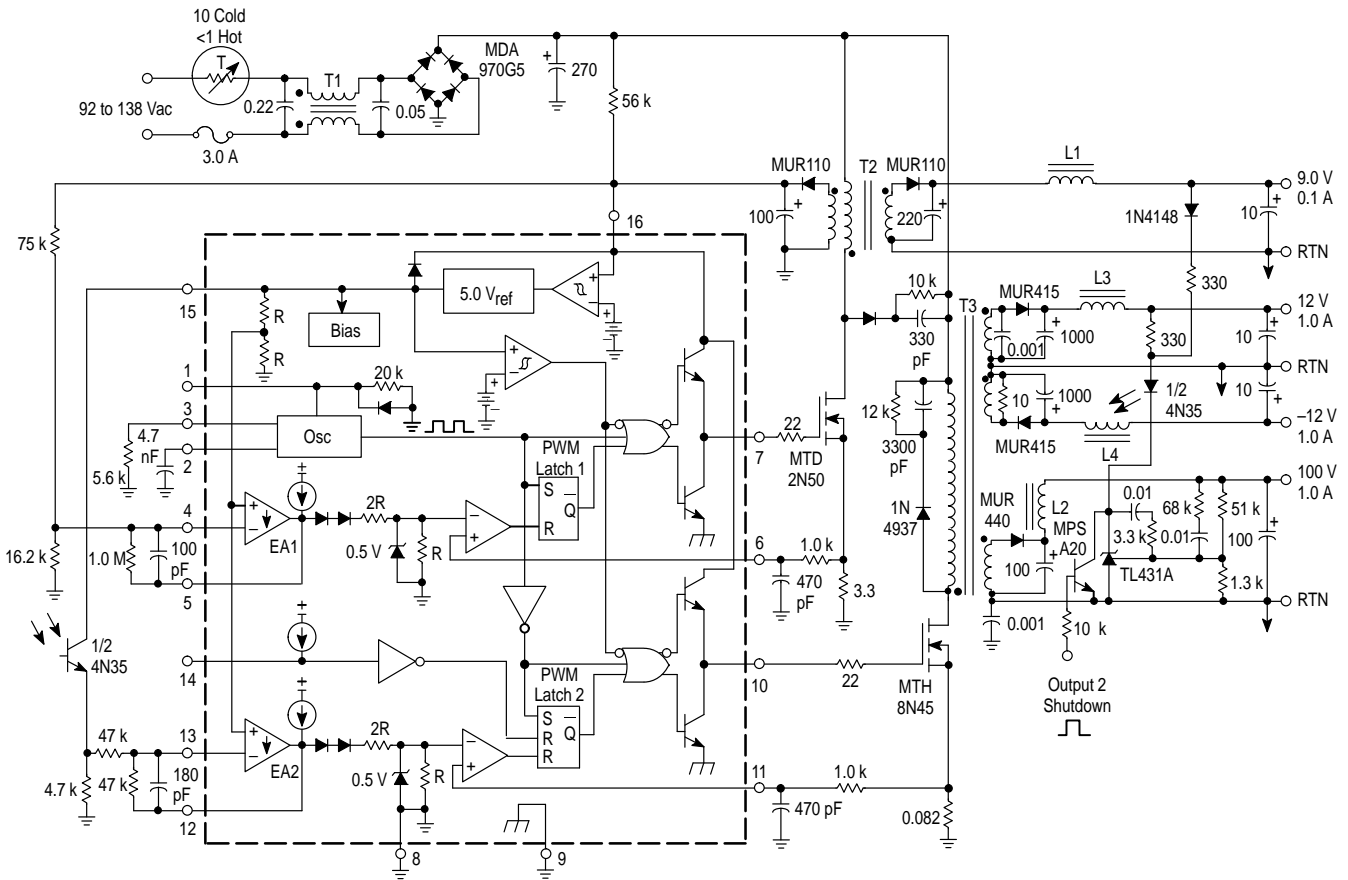 10 Cold
<1 Hot
T
T1
MDA
970G5
270
92 to 138 Vac
0.22
0.05
3.0 A
56 k
MUR110
T2
MUR110
L1
9.0 V
0.1 A
100
220
1N4148
10
RTN
75 k
16
15
R
R
Bias
5.0 Vref
10 k
330
pF
T3
MUR415
L3
330
12 V
1.0 A
0.001
1000
330
10
RTN
1
20 k
3
4.7
nF
2
5.6 k
Osc
PWM
Latch 1
S
R
Q
7
22
MTD
2N50
12 k
3300
pF
10
1000
1/2
4N35
10
–12 V
1.0 A
MUR415
L4
4
EA1
2R
0.5 V
R
1N
4937
MUR
440
L2
MPS
A20
0.01
3.3 k
68 k
0.01
51 k
100 V
1.0 A
100
16.2 k
1.0 M
100
pF
5
6
1.0 k
470
pF
3.3
100
TL431A
1.3 k
RTN
0.001
10 k
1/2
4N35
14
PWM
Latch 2
S
R
R
Q
10
22
MTH
8N45
Output 2
Shutdown
47 k
13
EA2
2R
0.5 V
R
4.7 k
47 k
180
pF
12
11
1.0 k
470 pF
0.082
8
9